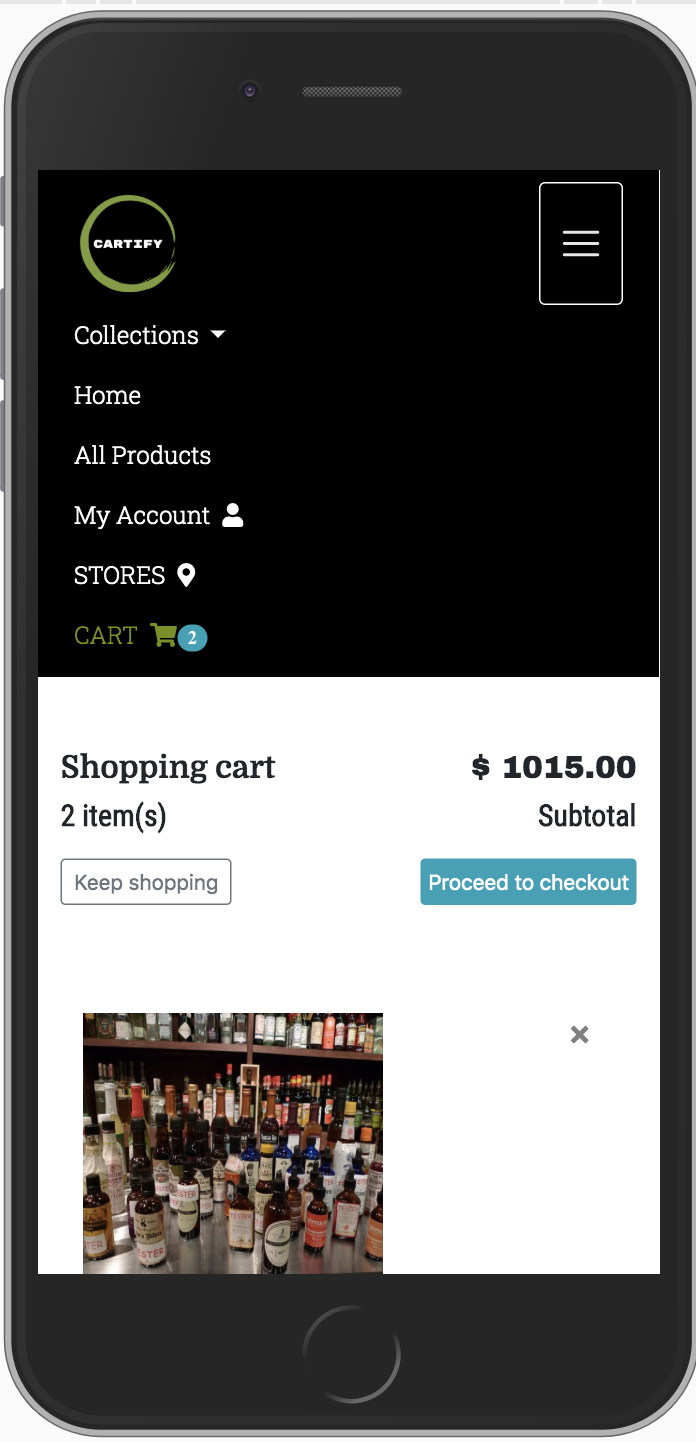 CARTIFY
Collections
Home
All Products
My Account
STORES
CART 2
Shopping cart $ 1015.00
2 item(s) Subtotal
Keep shopping Proceed to checkout
×
TESTER